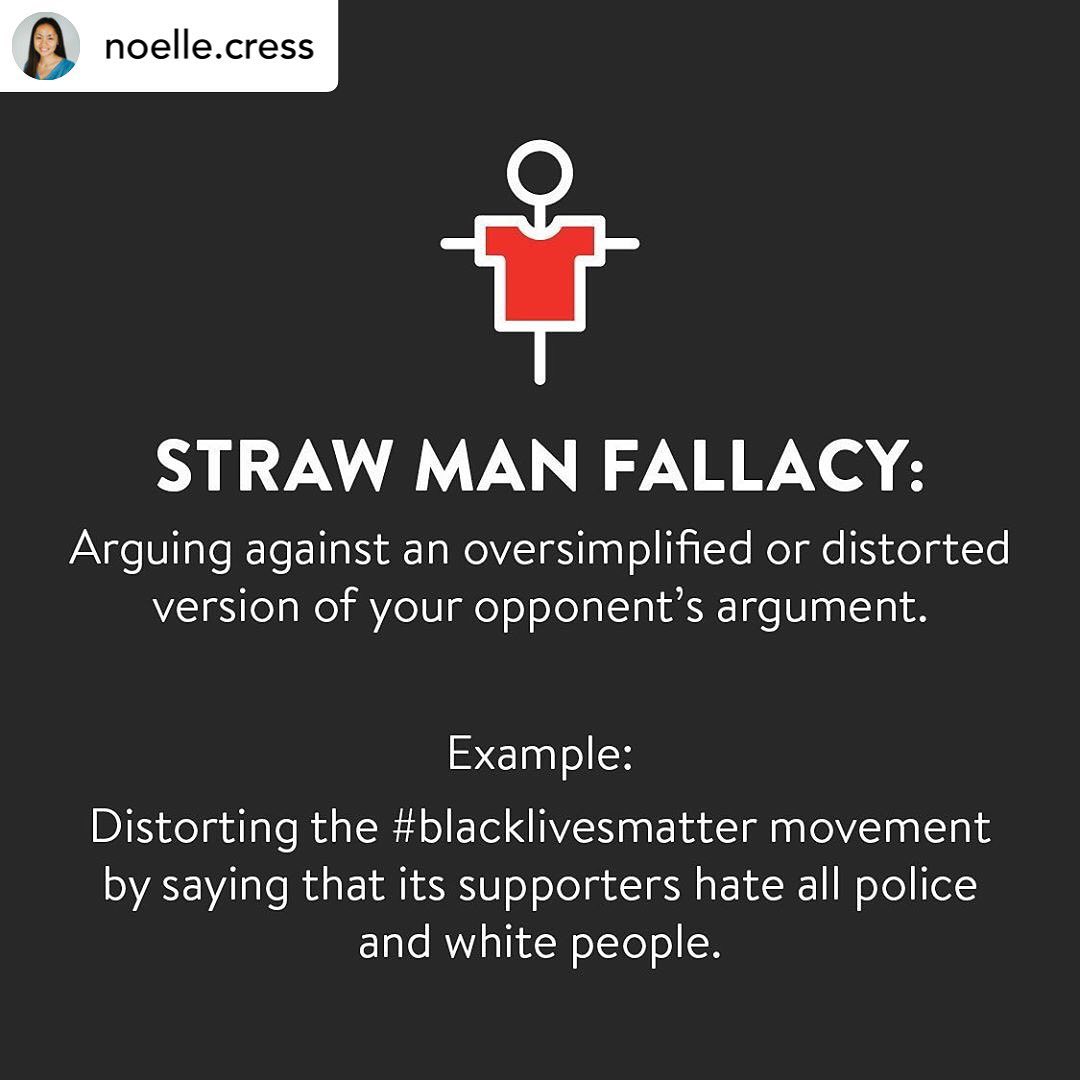 noelle.cress
STRAW MAN FALLACY:
Arguing against an oversimplified or distorted
version of your opponent’s argument.
Example:
Distorting the #blacklivesmatter movement
by saying that its supporters hate all police
and white people.